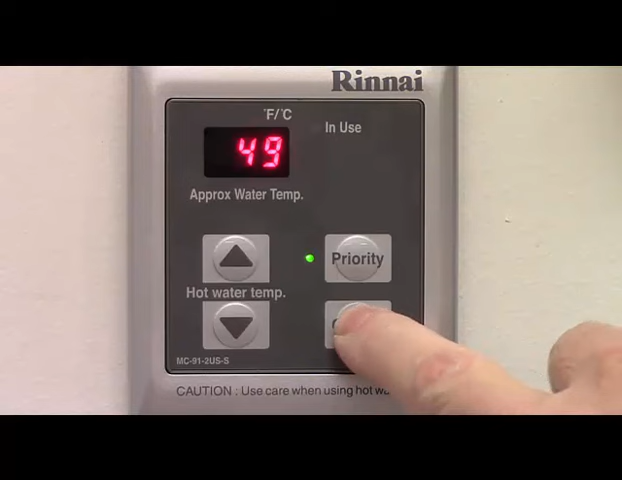 Rinnai
°F/°C
In Use
49
Approx Water Temp.
Priority
Hot water temp.
MC-91-2US-S
CAUTION : Use care when using hot